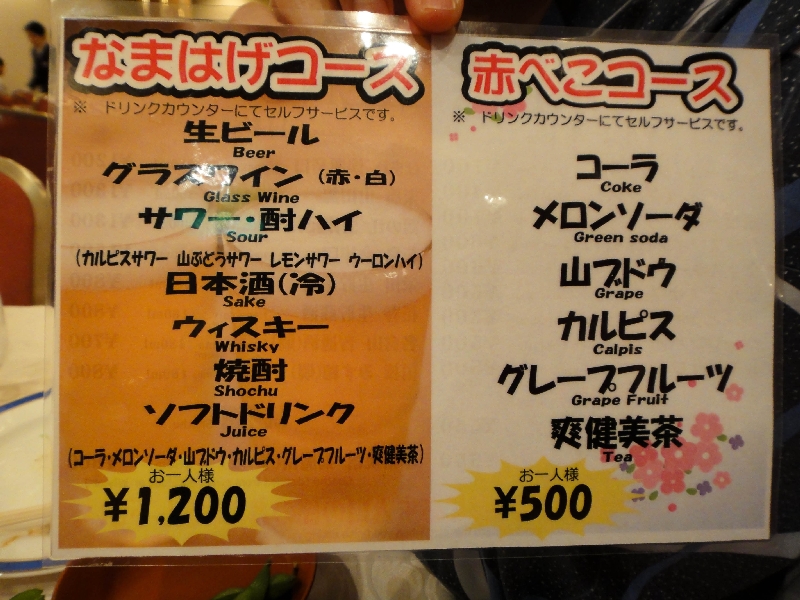 なまはげコース
※ ドリンクカウンターにてセルフサービスです。
生ビール
Beer
グラスワイン（赤・白）
Glass Wine
サワー・酎ハイ
Sour
（カルピスサワー 山ぶどうサワー レモンサワー ウーロンハイ）
日本酒（冷）
Sake
ウィスキー
Whisky
焼酎
Shochu
ソフトドリンク
Juice
（コーラ・メロンソーダ・山ブドウ・カルピス・グレープフルーツ・爽健美茶）
お一人様
¥1,200
赤べこコース
※ ドリンクカウンターにてセルフサービスです。
コーラ
Coke
メロンソーダ
Green soda
山ブドウ
Grape
カルピス
Calpis
グレープフルーツ
Grape Fruit
爽健美茶
Tea
お一人様
¥500